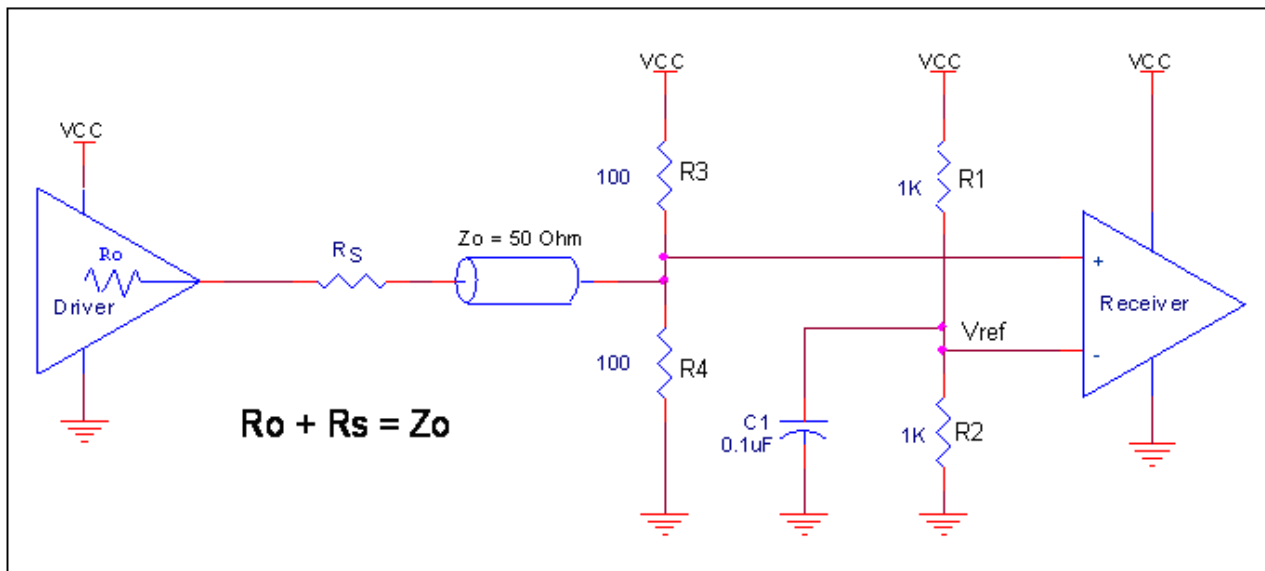 VCC
VCC
VCC
VCC
R3
100
R1
1K
Zo = 50 Ohm
RS
Ro
Driver
+
Receiver
Vref
-
R4
100
Ro + Rs = Zo
C1
0.1uF
1K
R2